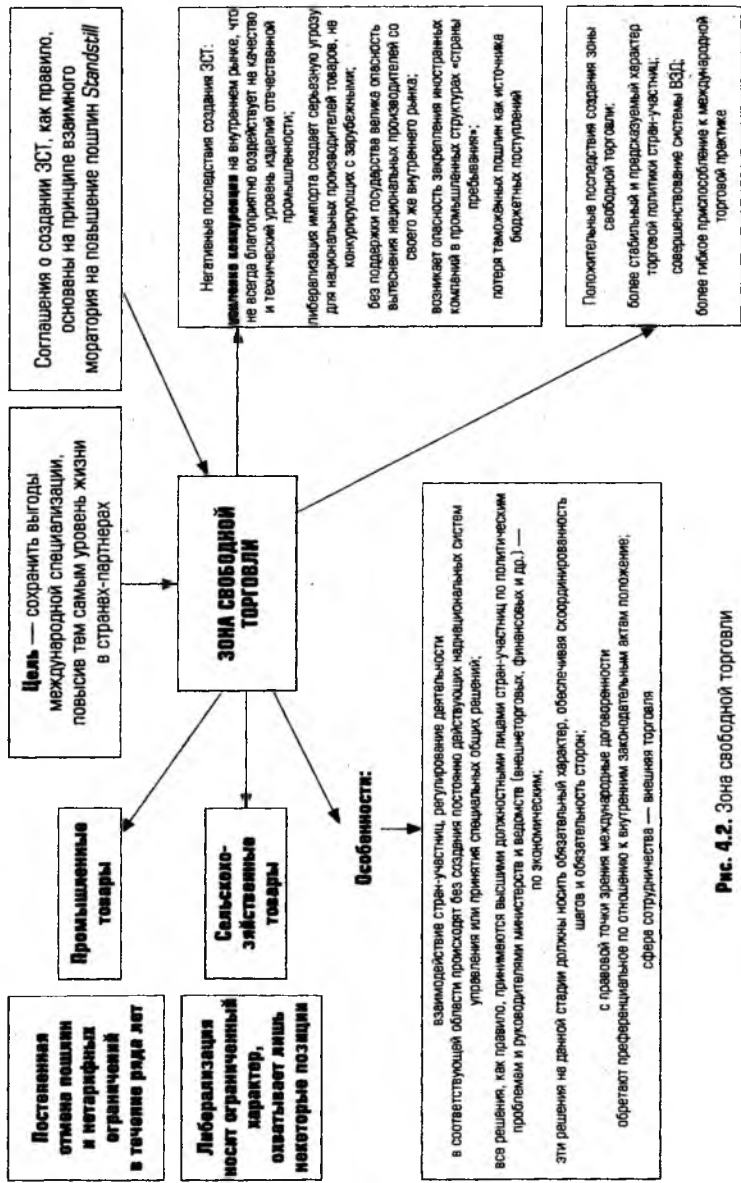 Цель — сохранить выгоды
международной специализации,
повысив тем самым уровень жизни
в странах-партнерах
Соглашения о создании ЗСТ, как правило,
основаны на принципе взаимного
моратория на повышение пошлин Standstill
Постепенная
отмена пошлин
и нетарифных
ограничений
в течение ряда лет
Промышленные
товары
ЗОНА СВОБОДНОЙ
ТОРГОВЛИ
Негативные последствия создания ЗСТ:
усиление конкуренции на внутреннем рынке, что
не всегда благоприятно воздействует на качество
и технический уровень изделий отечественной
промышленности;
либерализация импорта создает серьезную угрозу
для национальных производителей товаров, не
конкурирующих с зарубежными;
без поддержки государства велика опасность
вытеснения национальных производителей со
своего же внутреннего рынка;
возникает опасность закрепления иностранных
компаний в промышленных структурах «страны
пребывания»;
потеря таможенных пошлин как источника
бюджетных поступлений
Либерализация
носит ограниченный
характер,
охватывает лишь
некоторые позиции
Сельскохо-
зяйственные
товары
Особенности:
взаимодействие стран-участниц, регулирование деятельности
в соответствующей области происходят без создания постоянно действующих наднациональных систем
управления или принятия специальных общих решений;
все решения, как правило, принимаются высшими должностными лицами стран-участниц по политическим
проблемам и руководителями министерств и ведомств (внешнеторговых, финансовых и др.) —
по экономическим;
эти решения на данной стадии должны носить обязательный характер, обеспечивая скоординированность
шагов и обязательность сторон;
с правовой точки зрения международные договоренности
обретают преференциальное по отношению к внутренним законодательным актам положение;
сфера сотрудничества — внешняя торговля
Положительные последствия создания зоны
свободной торговли:
более стабильный и предсказуемый характер
торговой политики стран-участниц;
совершенствование системы ВЭД;
более гибкое приспособление к международной
торговой практике
Рис. 4.2. Зона свободной торговли